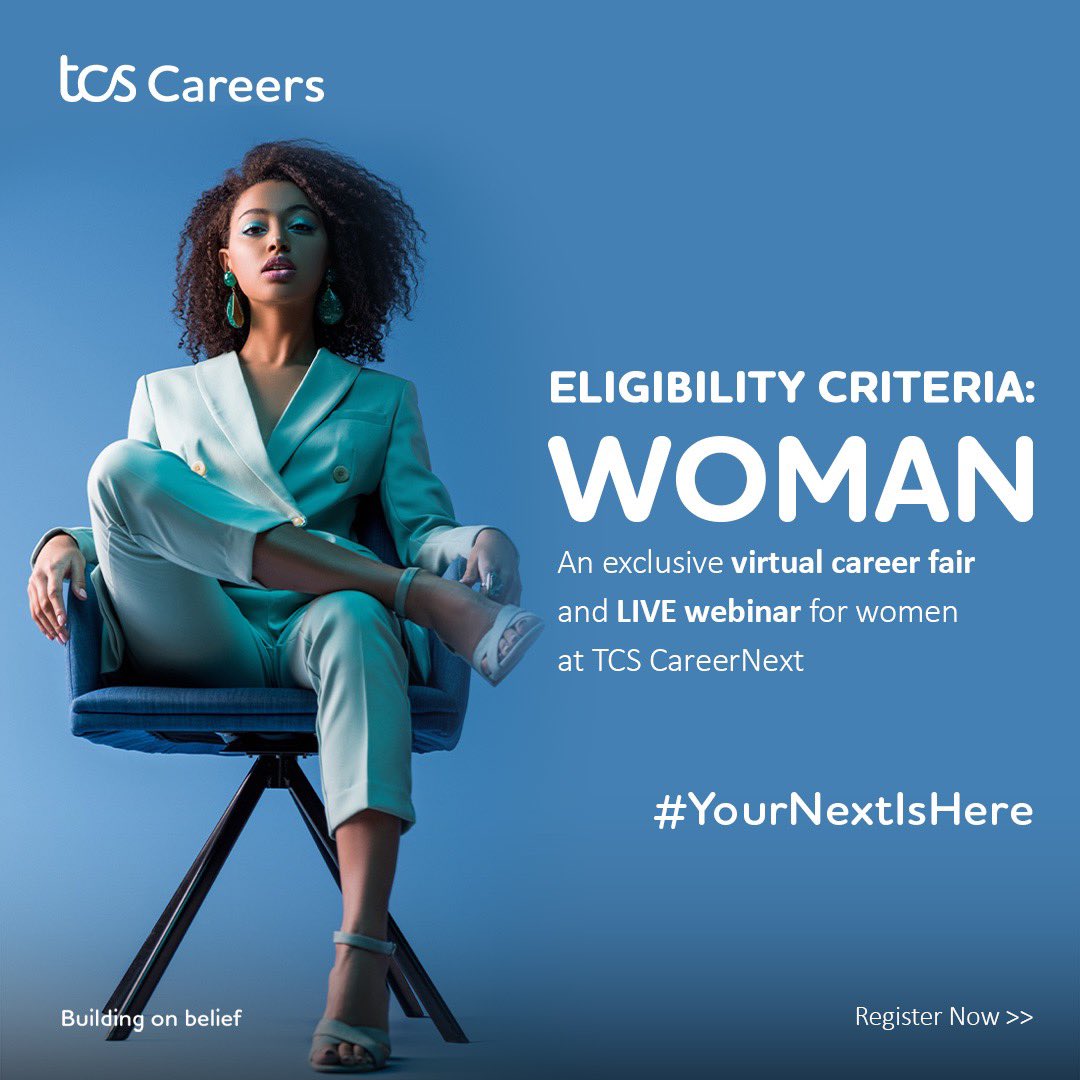 tcs Careers
ELIGIBILITY CRITERIA:
WOMAN
An exclusive virtual career fair
and LIVE webinar for women
at TCS CareerNext
#YourNextIsHere
Building on belief
Register Now >>